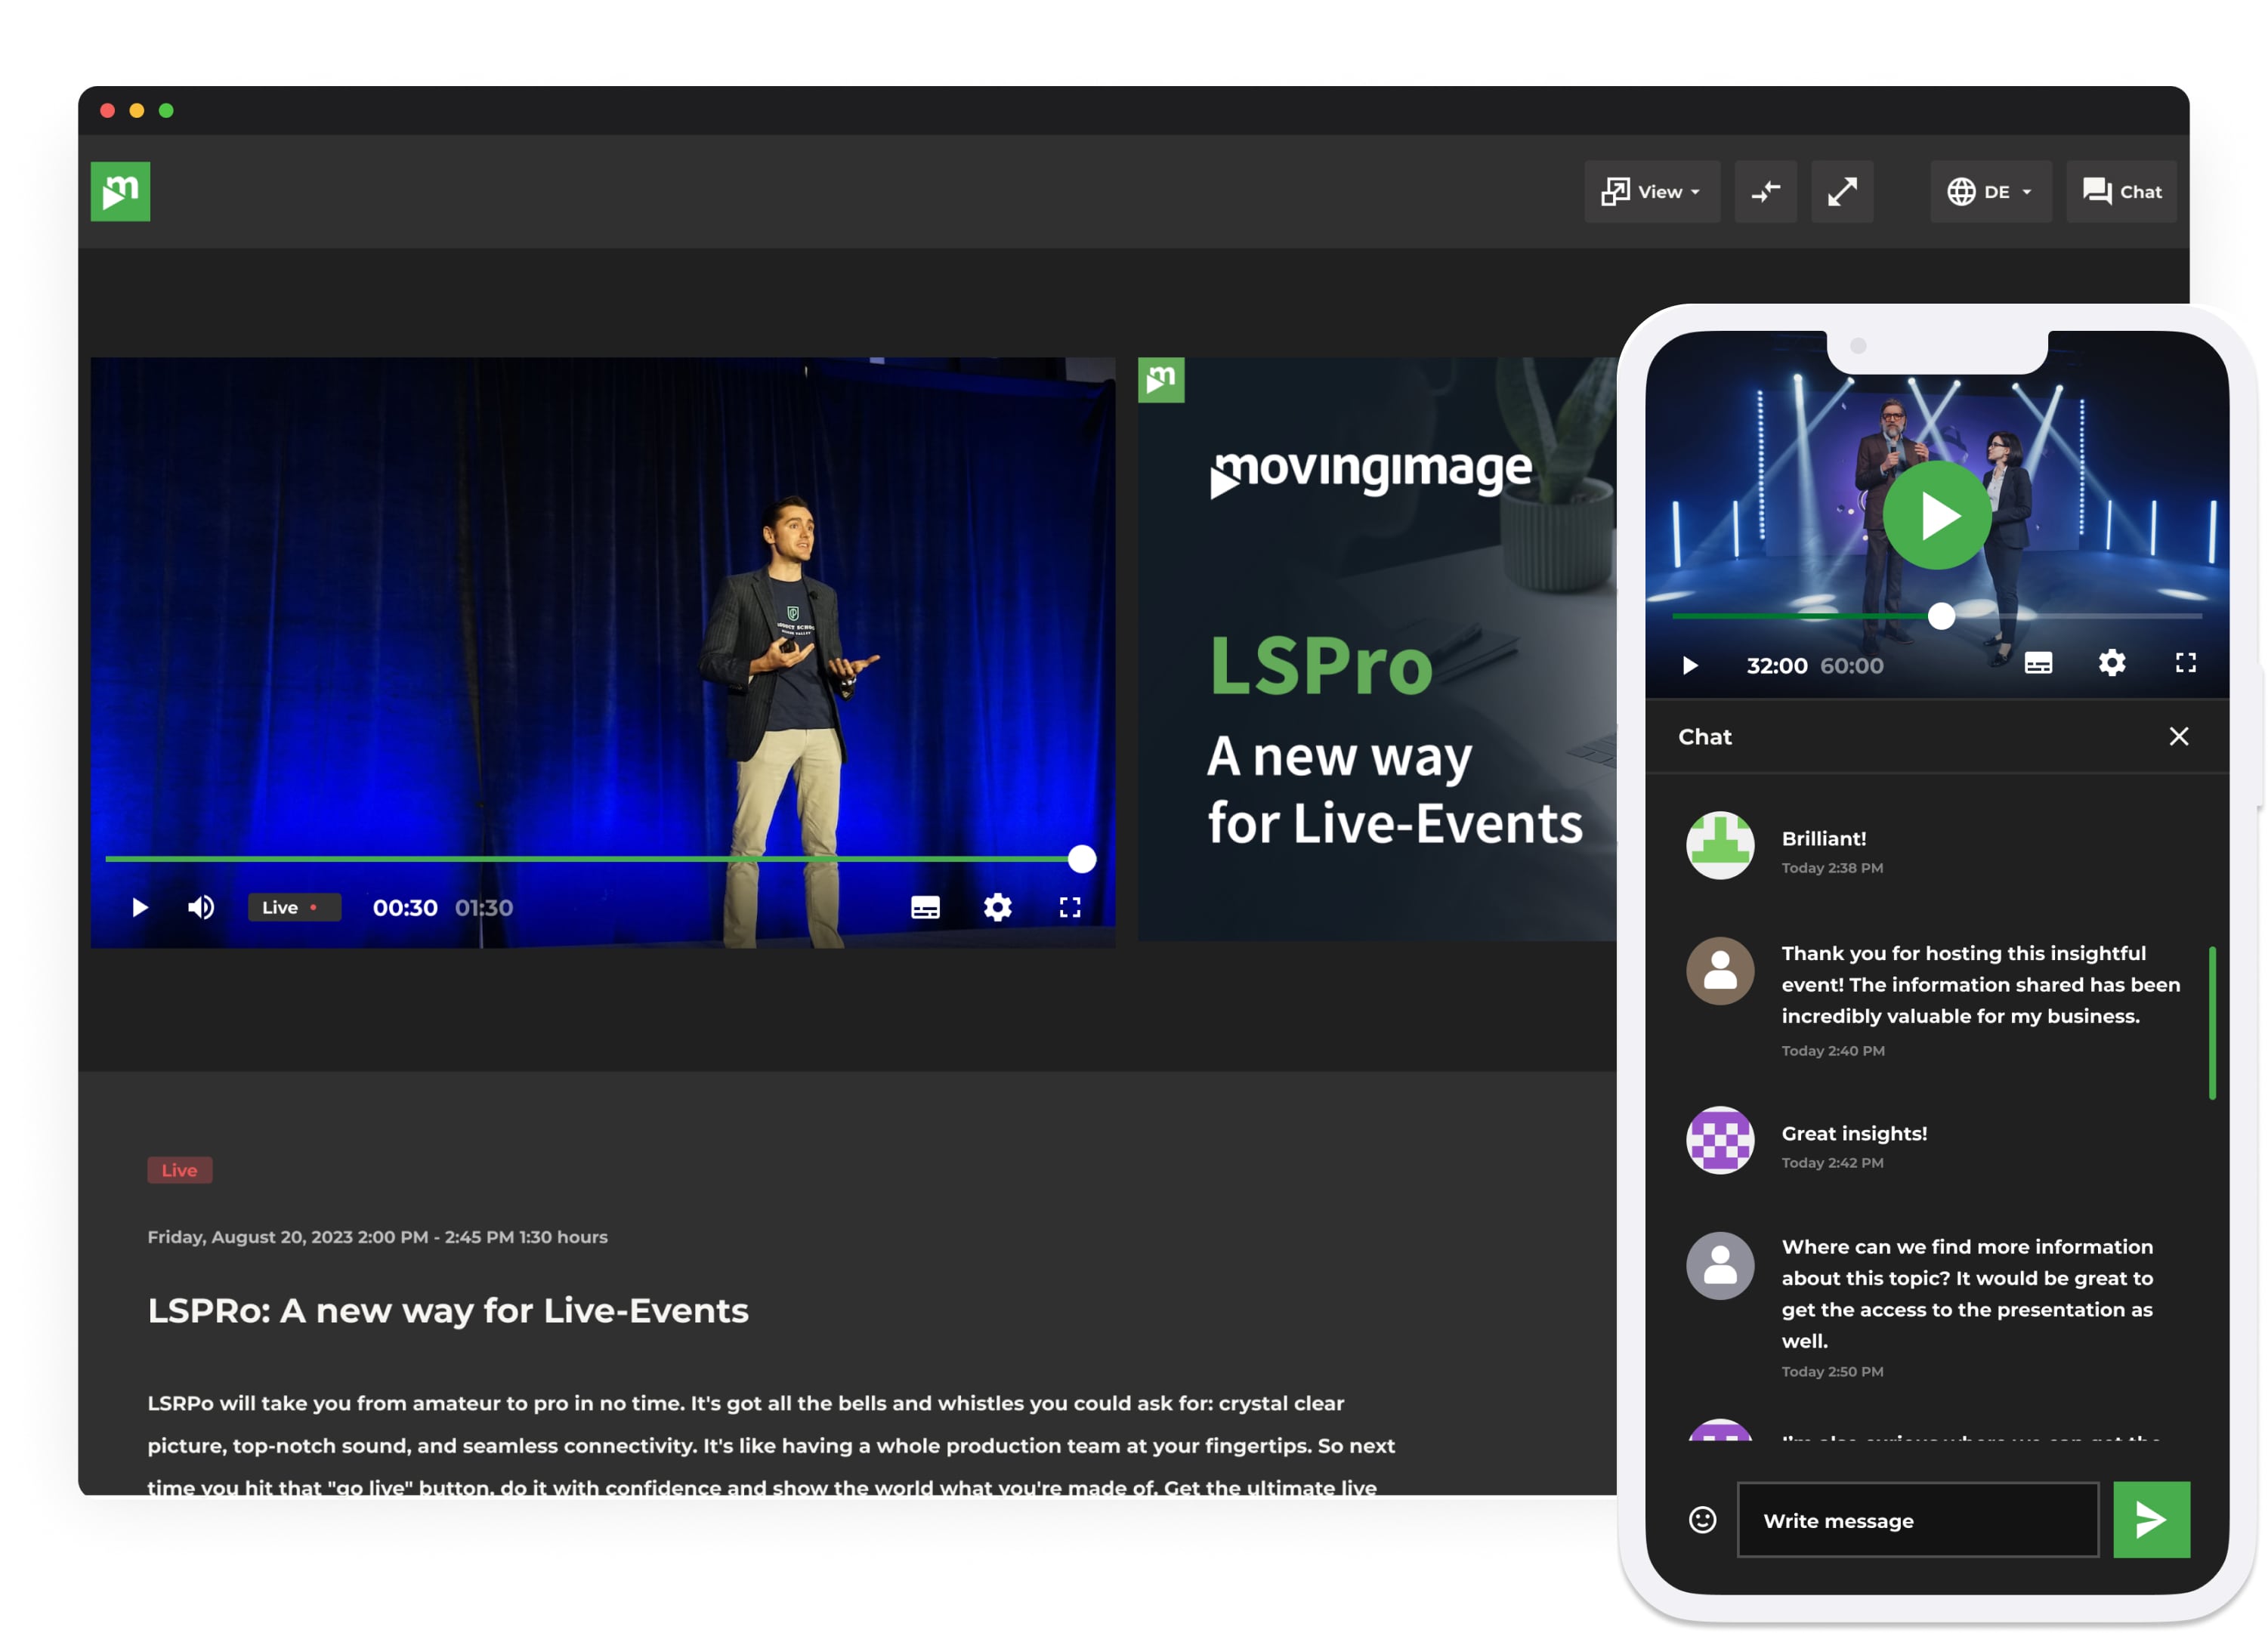 m
View
DE
Chat
Live
00:30 01:30
m
movingimage
LSPro
A new way
for Live-Events
Live
Friday, August 20, 2023 2:00 PM - 2:45 PM 1:30 hours
LSPRo: A new way for Live-Events
LSRPo will take you from amateur to pro in no time. It's got all the bells and whistles you could ask for: crystal clear
picture, top-notch sound, and seamless connectivity. It's like having a whole production team at your fingertips. So next
time you hit that "go live" button, do it with confidence and show the world what you're made of. Get the ultimate live
32:00 60:00
Chat
Brilliant!
Today 2:38 PM
Thank you for hosting this insightful
event! The information shared has been
incredibly valuable for my business.
Today 2:40 PM
Great insights!
Today 2:42 PM
Where can we find more information
about this topic? It would be great to
get the access to the presentation as
well.
Today 2:50 PM
I'm also curious where we can get the
Write message